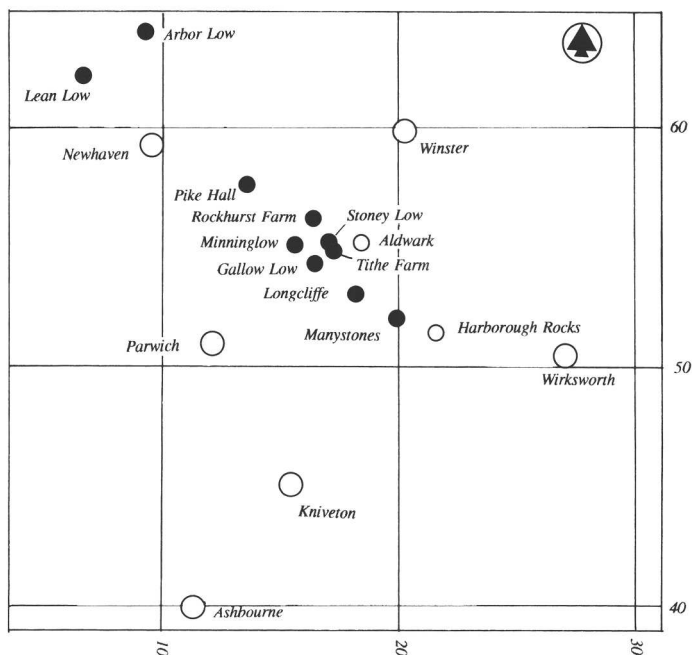 Arbor Low
Lean Low
60
Newhaven
Winster
Pike Hall
Rockhurst Farm
Stoney Low
Minninglow
Aldwark
Gallow Low
Tithe Farm
Longcliffe
Manystones
Harborough Rocks
Parwich
50
Wirksworth
Kniveton
40
Ashbourne
10
20
30